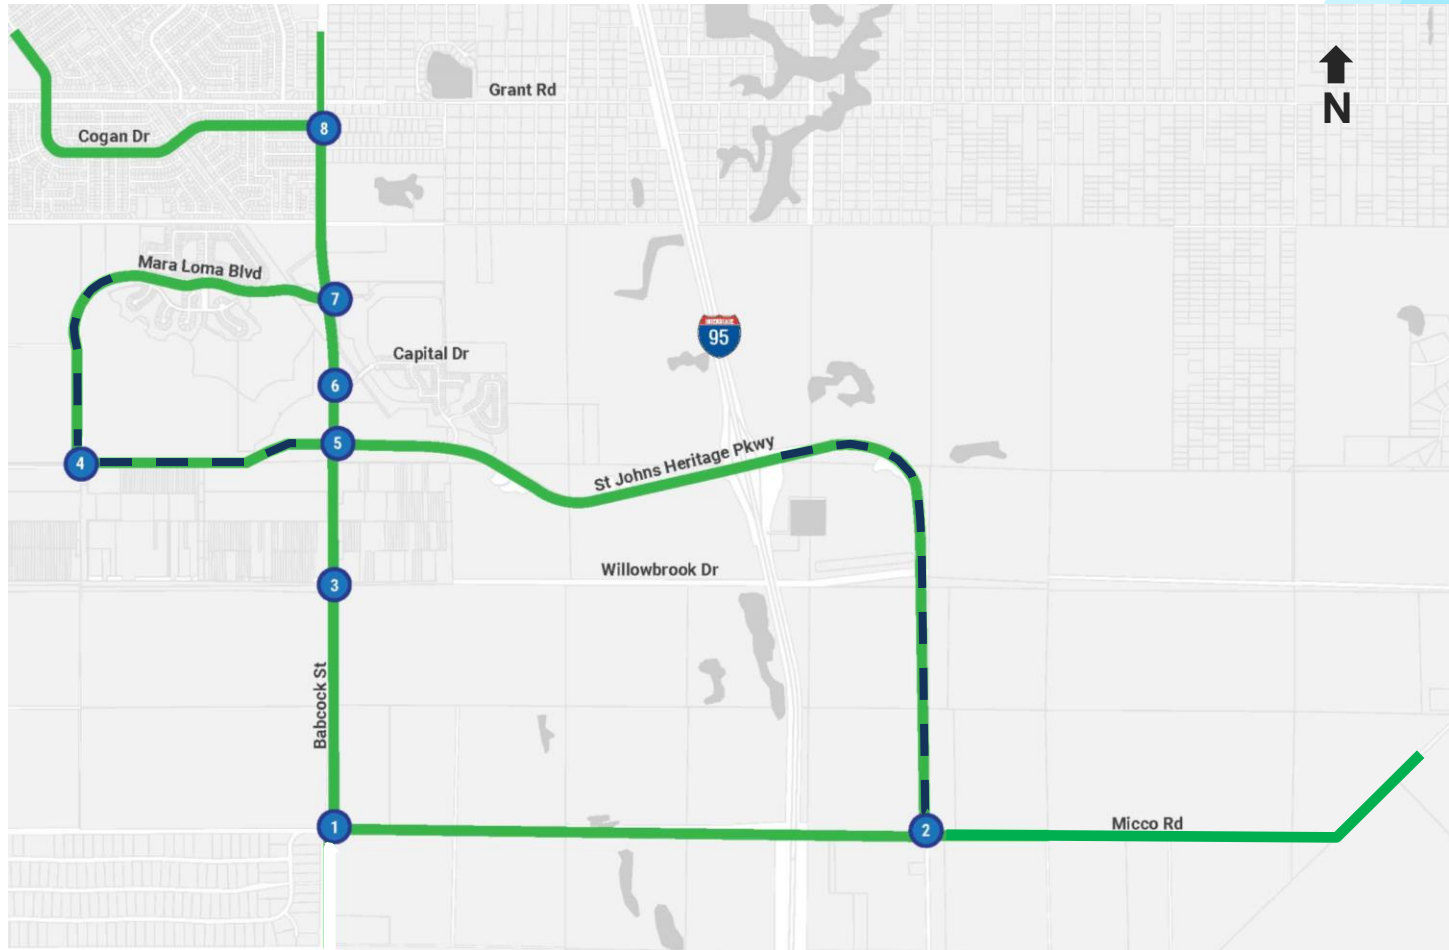 Grant Rd
N
8
Cogan Dr
Mara Loma Blvd
7
INTERSTATE
95
Capital Dr
6
5
St Johns Heritage Pkwy
4
Willowbrook Dr
3
Babcock St
1
2
Micco Rd